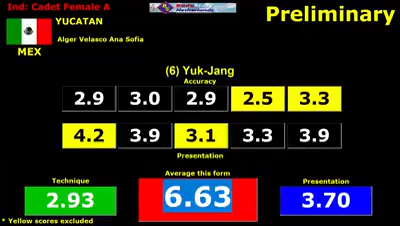 Ind: Cadet Female A
Preliminary
YUCATAN
Alger Velasco Ana Sofia
MEX
(6) Yuk-Jang
Accuracy
2.9 3.0 2.9 2.5 3.3
4.2 3.9 3.1 3.3 3.9
Presentation
Technique Average this form Presentation
2.93 6.63 3.70
* Yellow scores excluded